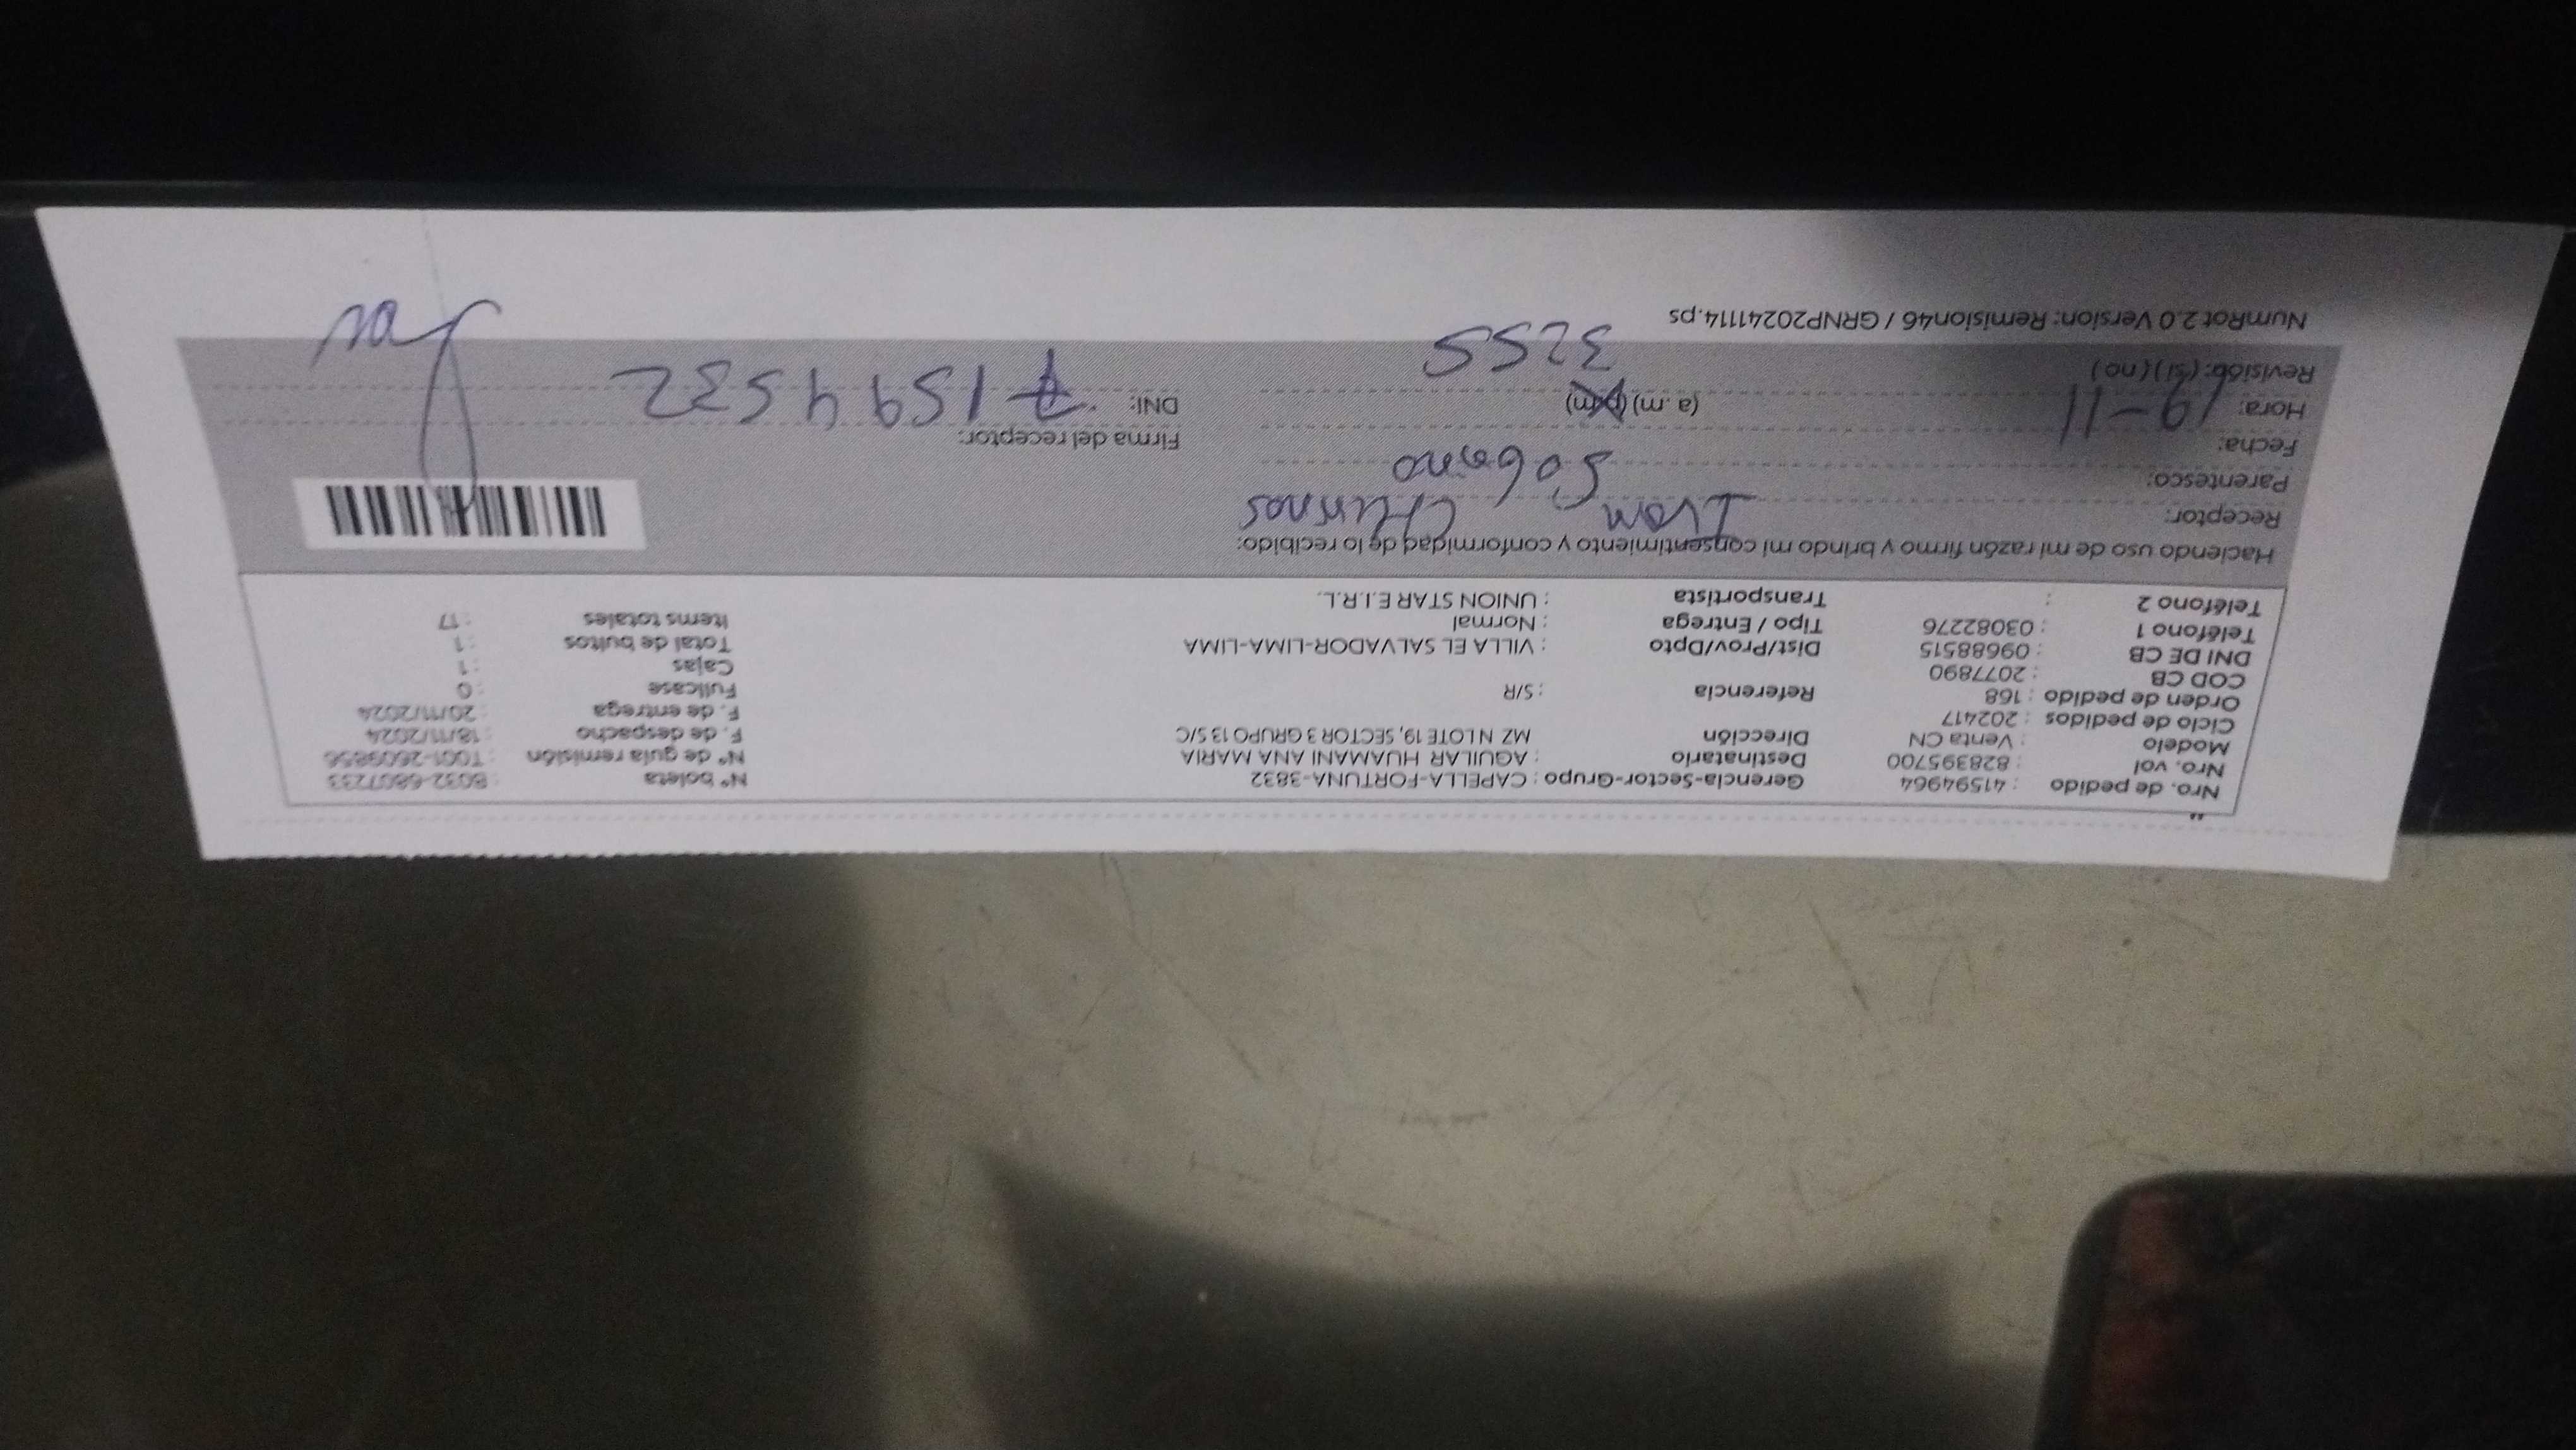 Nro. de pedido : 41594964 Gerencia-Sector-Grupo : CAPELLA-FORTUNA-3832 N° boleta : B032-6807233
Nro. vol : 828395700 Destinatario : AGUILAR HUAMANI ANA MARIA N° de guía remisión : T001-2609856
Modelo : Venta CN Dirección MZ N LOTE 19, SECTOR 3 GRUPO 13 S/C F. de despacho : 18/11/2024
Ciclo de pedidos : 202417 F. de entrega : 20/11/2024
Orden de pedido : 168 Referencia : S/R Fullcase : 0
COD CB : 2077890 Cajas : 1
DNI DE CB : 09688515 Dist/Prov/Dpto : VILLA EL SALVADOR-LIMA-LIMA Total de bultos : 1
Teléfono 1 : 03082276 Tipo / Entrega : Normal Items totales : 17
Teléfono 2 : Transportista : UNION STAR E.I.R.L.
Haciendo uso de mi razón firmo y brindo mi consentimiento y conformidad de lo recibido:
Receptor: Ivan
Parentesco:
Fecha: 19-11 Firma del receptor:
Hora: (a .m) (p.m) DNI: 71594532
Revisión: (si) (no) 3255
NumRot 2.0 Version: Remision46 / GRNP20241114.ps